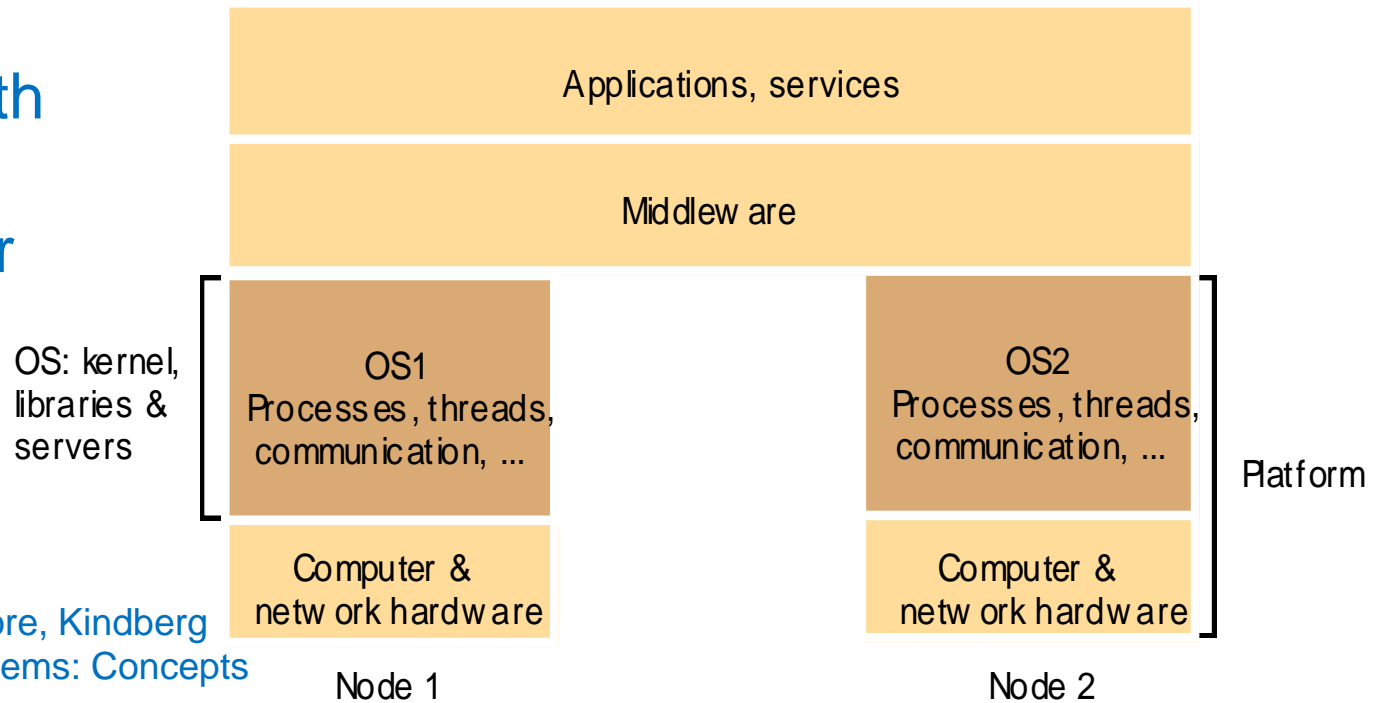 th
r
Applications, services
Middleware
OS: kernel,
libraries &
servers
OS1
Processes, threads,
communication, ...
OS2
Processes, threads,
communication, ...
Platform
Computer &
network hardware
Computer &
network hardware
ore, Kindberg
ems: Concepts
Node 1
Node 2